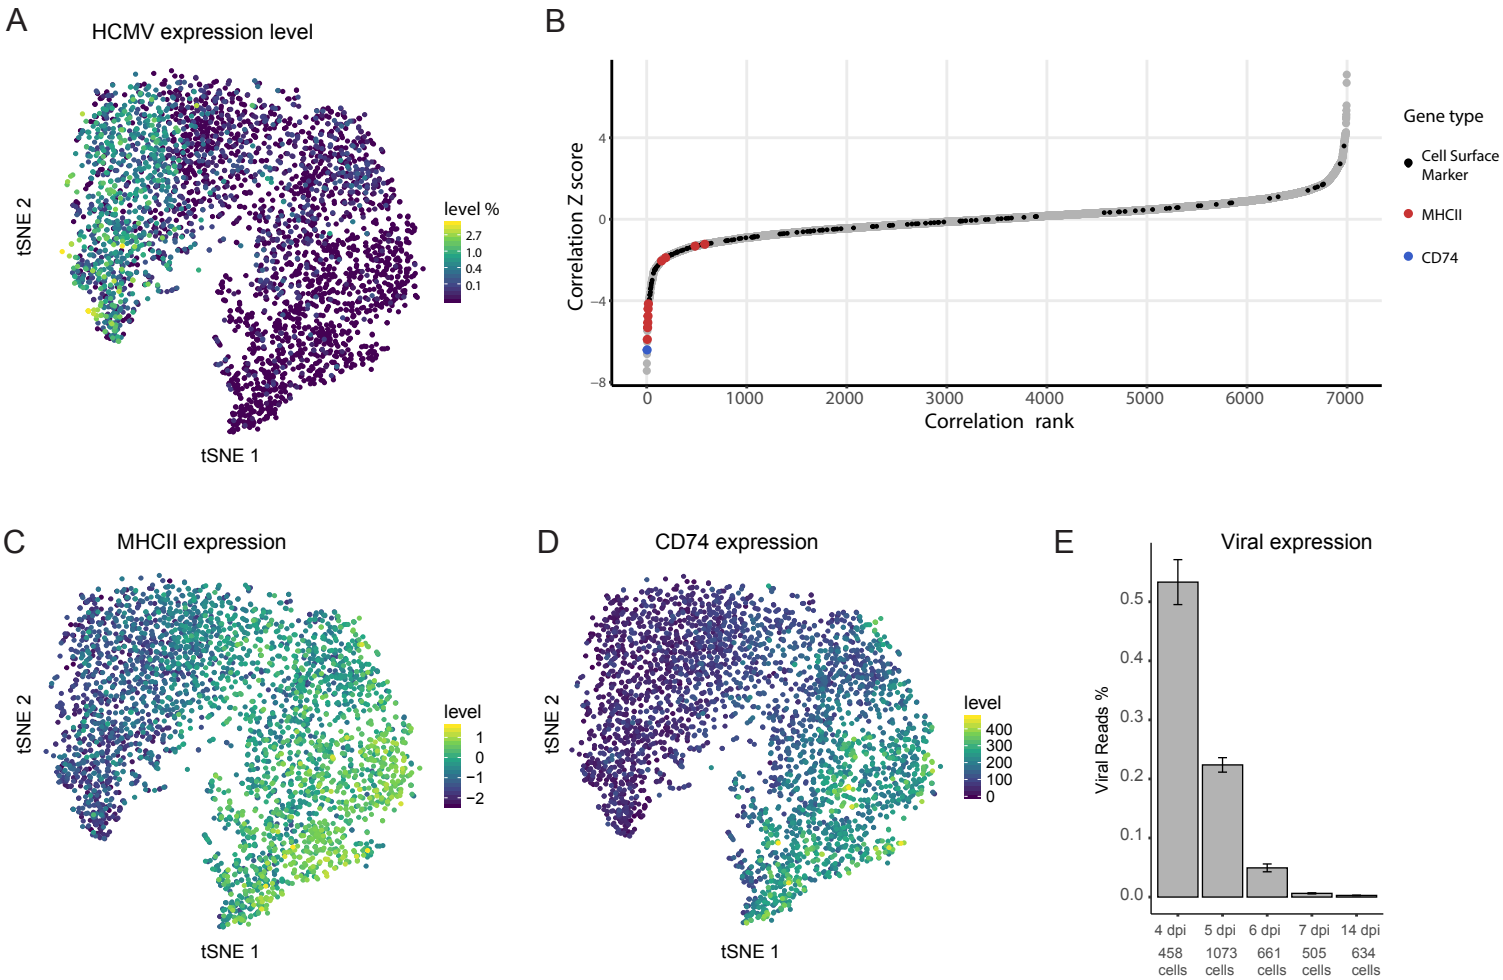 A
HCMV expression level
tSNE 2
tSNE 1
level %
2.7
1.0
0.4
0.1
B
Correlation Z score
4
0
−4
−8
0 1000 2000 3000 4000 5000 6000 7000
Correlation rank
Gene type
Cell Surface
Marker
MHCII
CD74
C
MHCII expression
tSNE 2
tSNE 1
level
1
0
−1
−2
D
CD74 expression
tSNE 2
tSNE 1
level
400
300
200
100
0
E
Viral expression
Viral Reads %
0.5
0.4
0.3
0.2
0.1
0.0
4 dpi 5 dpi 6 dpi 7 dpi 14 dpi
458 1073 661 505 634
cells cells cells cells cells